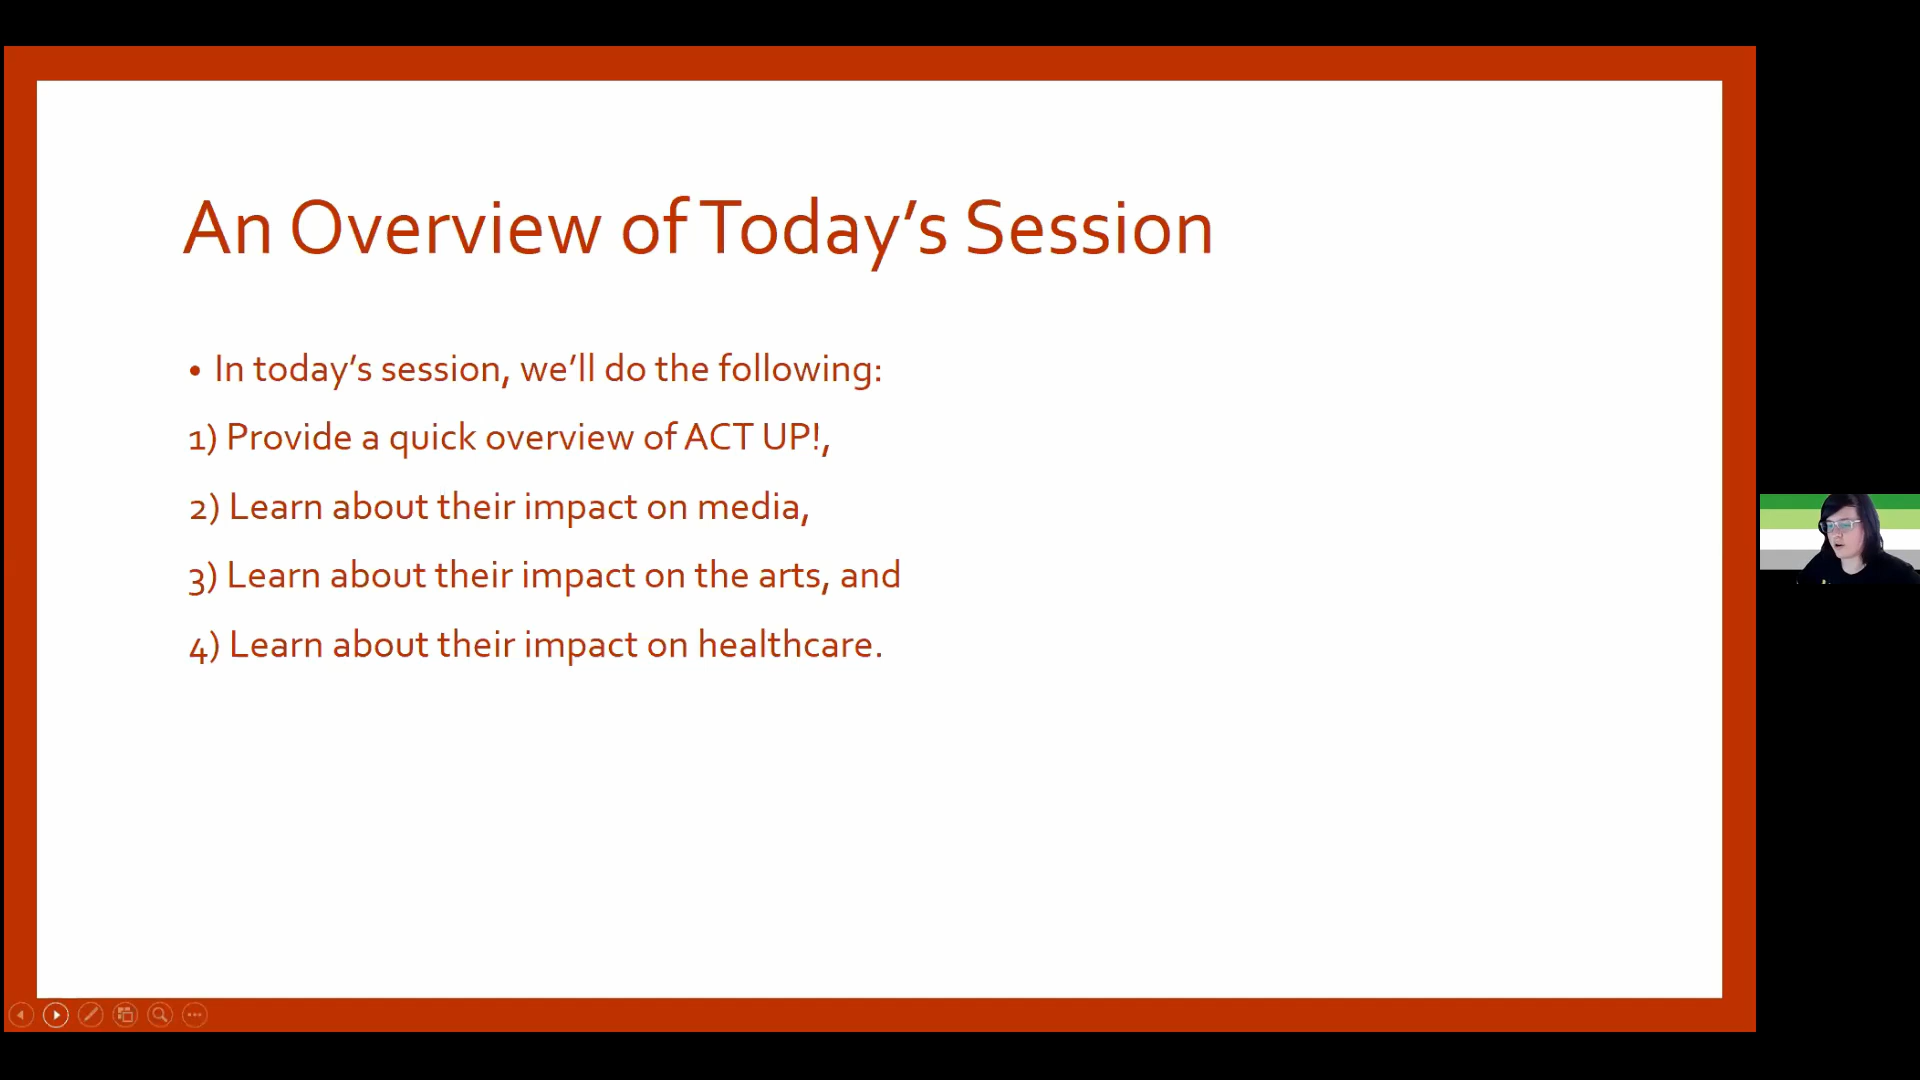 An Overview of Today’s Session
• In today’s session, we’ll do the following:
1) Provide a quick overview of ACT UP!,
2) Learn about their impact on media,
3) Learn about their impact on the arts, and
4) Learn about their impact on healthcare.